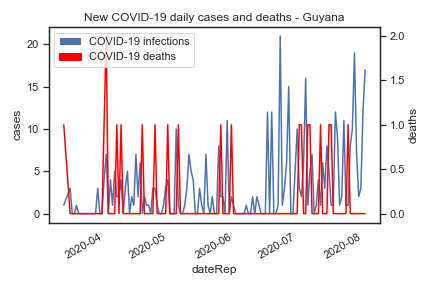 New COVID-19 daily cases and deaths - Guyana
COVID-19 infections
COVID-19 deaths
20
15
10
5
0
cases
2.0
1.5
1.0
0.5
0.0
deaths
2020-04
2020-05
2020-06
2020-07
2020-08
dateRep